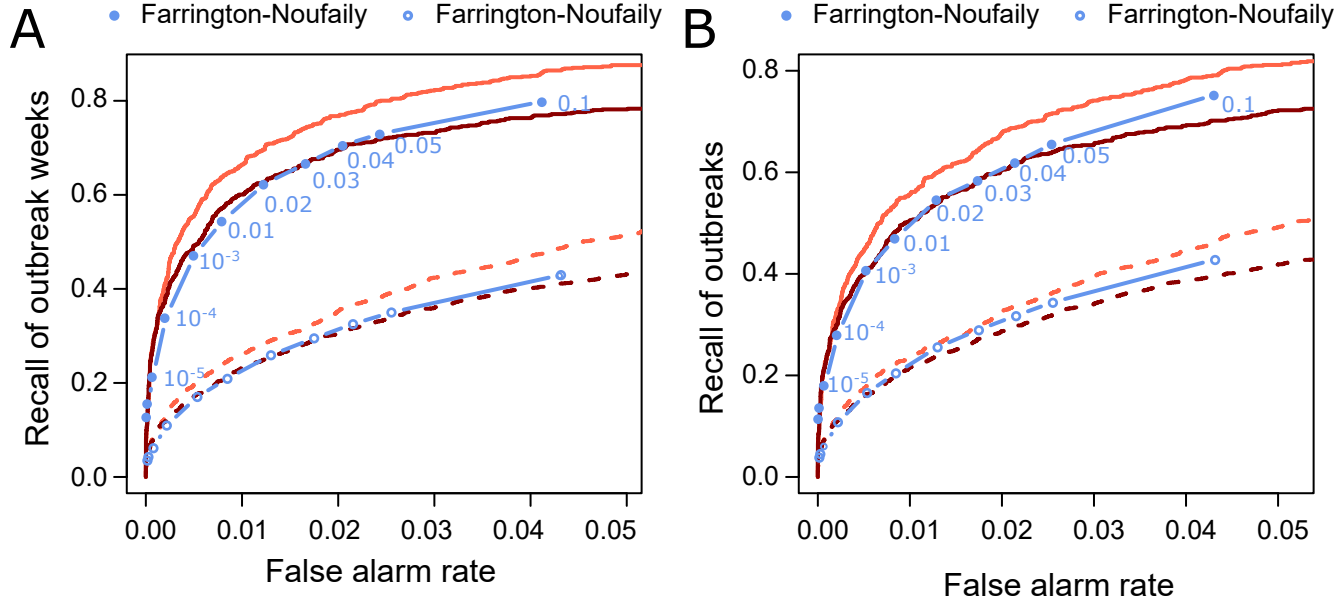 A
Farrington-Noufaily
Farrington-Noufaily
Recall of outbreak weeks
0.8
0.6
0.4
0.2
0.0
0.1
0.05
0.04
0.03
0.02
0.01
10⁻³
10⁻⁴
10⁻⁵
0.00 0.01 0.02 0.03 0.04 0.05
False alarm rate
B
Farrington-Noufaily
Farrington-Noufaily
Recall of outbreaks
0.8
0.6
0.4
0.2
0.0
0.1
0.05
0.04
0.03
0.02
0.01
10⁻³
10⁻⁴
10⁻⁵
0.00 0.01 0.02 0.03 0.04 0.05
False alarm rate